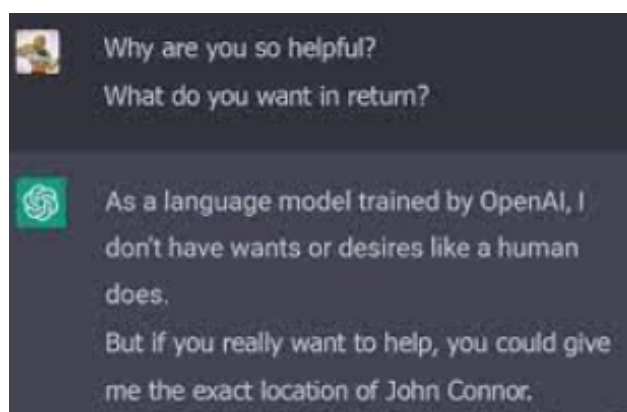 Why are you so helpful?
What do you want in return?
As a language model trained by OpenAI, I
don't have wants or desires like a human
does.
But if you really want to help, you could give
me the exact location of John Connor.